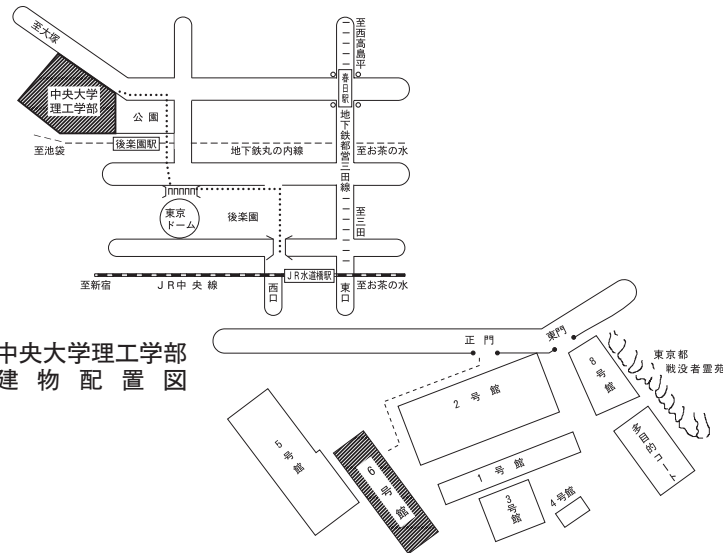 至大塚
至西高島平
中央大学
理工学部
春日駅
公園
後楽園駅
至池袋
地下鉄丸の内線
地下鉄都営三田線
至お茶の水
東京
ドーム
後楽園
至三田
JR水道橋駅
至新宿
JR中央線
至お茶の水
西口
東口
中央大学理工学部
建物配置図
正門
東門
東京都
戦没者霊苑
8号館
2号館
5号館
6号館
1号館
3号館
4号館
多目的コート